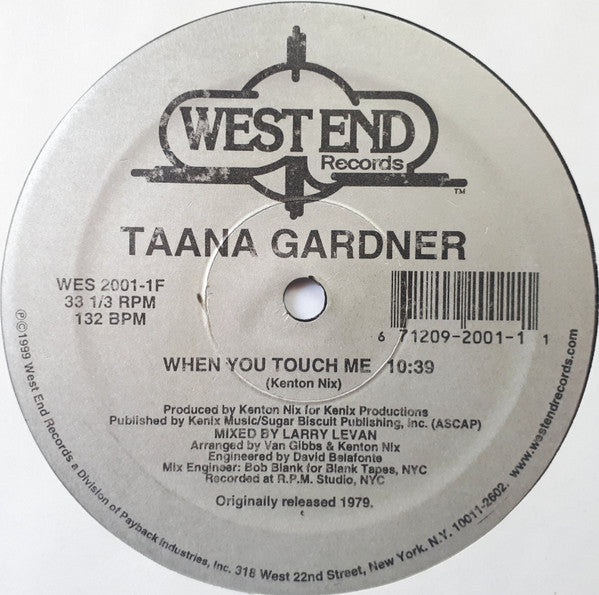 WEST END
Records
TM
TAANA GARDNER
WES 2001-1F
33 1/3 RPM
132 BPM
6 71209-2001-1 1
WHEN YOU TOUCH ME 10:39
(Kenton Nix)
Produced by Kenton Nix for Kenix Productions
Published by Kenix Music/Sugar Biscuit Publishing, Inc. (ASCAP)
MIXED BY LARRY LEVAN
Arranged by Van Gibbs & Kenton Nix
Engineered by David Belafonte
Mix Engineer: Bob Blank for Blank Tapes, NYC
Recorded at R.P.M. Studio, NYC
Originally released 1979.
℗©1999 West End Records a Division of Payback Industries, Inc. 318 West 22nd Street, New York. N.Y. 10011-2602. www.westendrecords.com